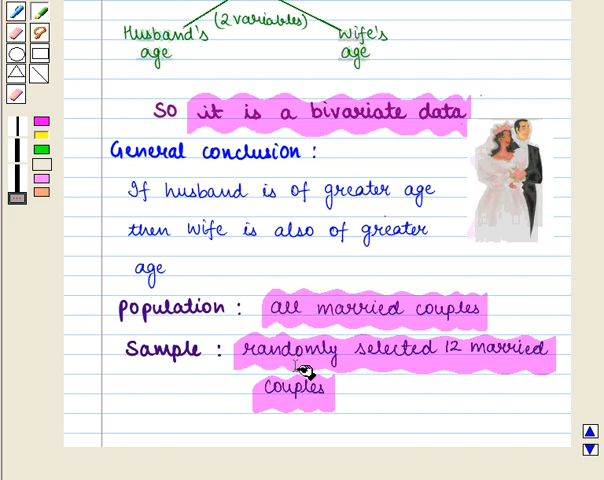 Husband's (2 variables) Wife's
age age
So it is a bivariate data
General conclusion :
If husband is of greater age
then wife is also of greater
age
Population : all married couples
Sample : randomly selected 12 married
couples